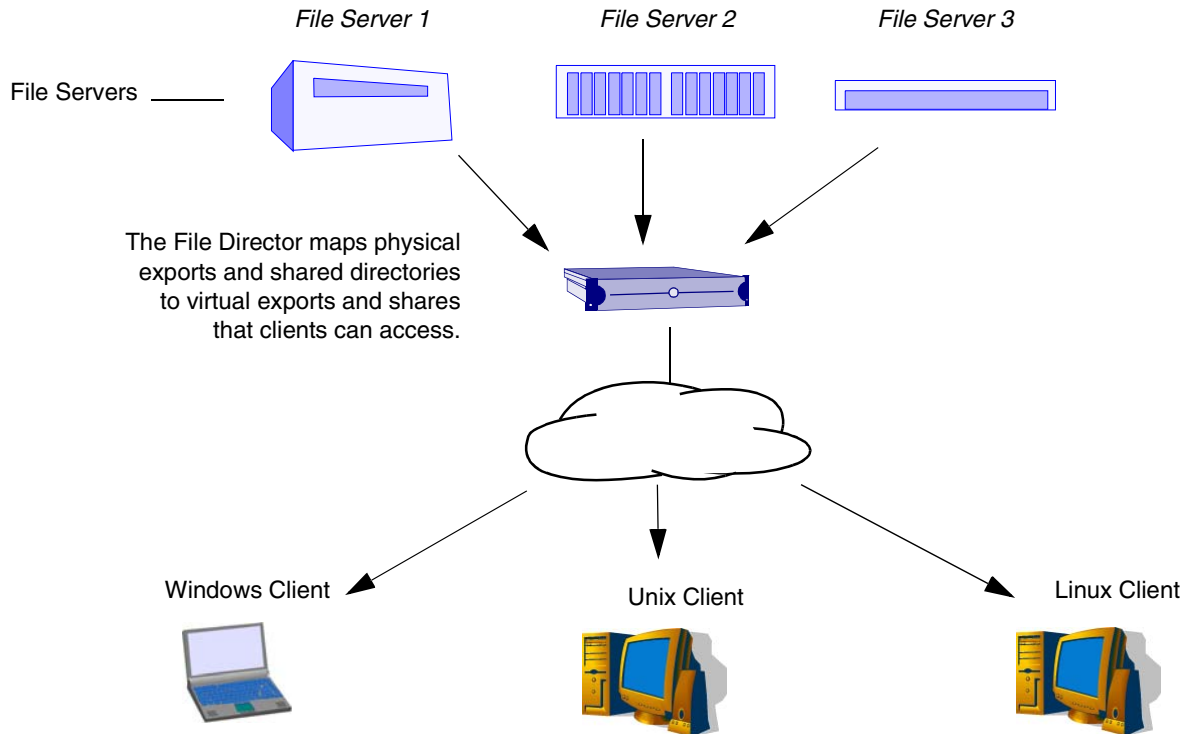 File Server 1
File Server 2
File Server 3
File Servers
The File Director maps physical
exports and shared directories
to virtual exports and shares
that clients can access.
Windows Client
Unix Client
Linux Client